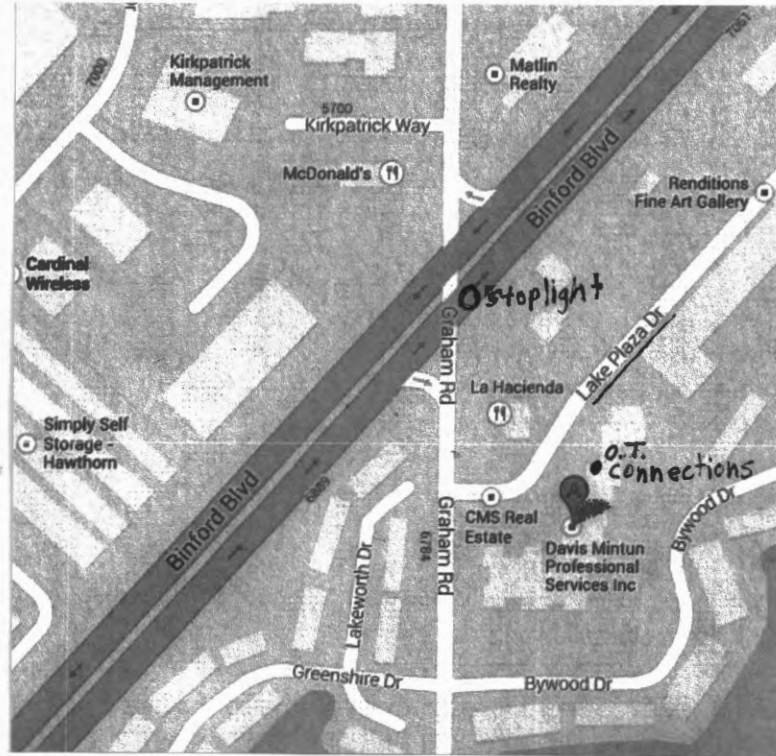 7000
Kirkpatrick
Management
5700
Kirkpatrick Way
McDonald's
Matlin
Realty
7051
Binford Blvd
Renditions
Fine Art Gallery
Cardinal
Wireless
Stoplight
Graham Rd
Lake Plaza Dr
La Hacienda
Simply Self
Storage -
Hawthorn
O.T.
Connections
Binford Blvd
6889
CMS Real
Estate
Graham Rd
6784
A
Davis Mintun
Professional
Services Inc
Bywood Dr
Lakeworth Dr
Greenshire Dr
Bywood Dr